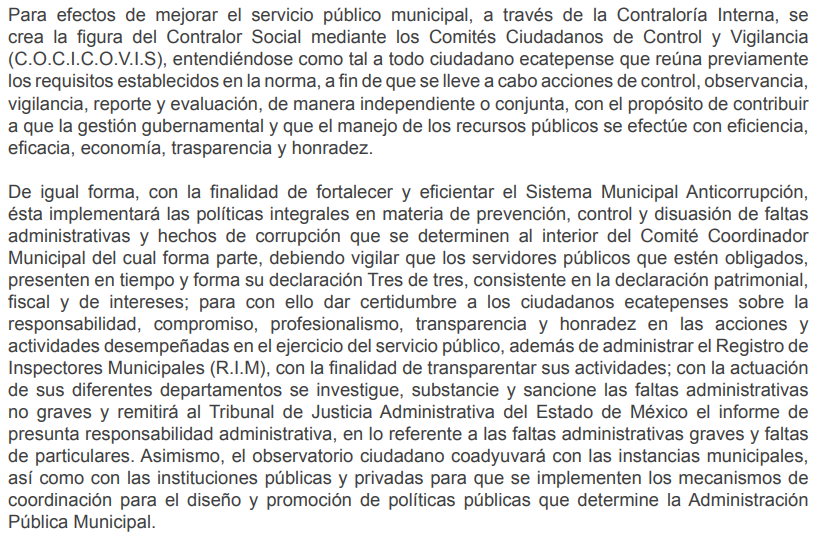 Para efectos de mejorar el servicio público municipal, a través de la Contraloría Interna, se
crea la figura del Contralor Social mediante los Comités Ciudadanos de Control y Vigilancia
(C.O.C.I.C.O.V.I.S), entendiéndose como tal a todo ciudadano ecatepense que reúna previamente
los requisitos establecidos en la norma, a fin de que se lleve a cabo acciones de control, observancia,
vigilancia, reporte y evaluación, de manera independiente o conjunta, con el propósito de contribuir
a que la gestión gubernamental y que el manejo de los recursos públicos se efectúe con eficiencia,
eficacia, economía, trasparencia y honradez.
De igual forma, con la finalidad de fortalecer y eficientar el Sistema Municipal Anticorrupción,
ésta implementará las políticas integrales en materia de prevención, control y disuasión de faltas
administrativas y hechos de corrupción que se determinen al interior del Comité Coordinador
Municipal del cual forma parte, debiendo vigilar que los servidores públicos que estén obligados,
presenten en tiempo y forma su declaración Tres de tres, consistente en la declaración patrimonial,
fiscal y de intereses; para con ello dar certidumbre a los ciudadanos ecatepenses sobre la
responsabilidad, compromiso, profesionalismo, transparencia y honradez en las acciones y
actividades desempeñadas en el ejercicio del servicio público, además de administrar el Registro de
Inspectores Municipales (R.I.M), con la finalidad de transparentar sus actividades; con la actuación
de sus diferentes departamentos se investigue, substancie y sancione las faltas administrativas
no graves y remitirá al Tribunal de Justicia Administrativa del Estado de México el informe de
presunta responsabilidad administrativa, en lo referente a las faltas administrativas graves y faltas
de particulares. Asimismo, el observatorio ciudadano coadyuvará con las instancias municipales,
así como con las instituciones públicas y privadas para que se implementen los mecanismos de
coordinación para el diseño y promoción de políticas públicas que determine la Administración
Pública Municipal.